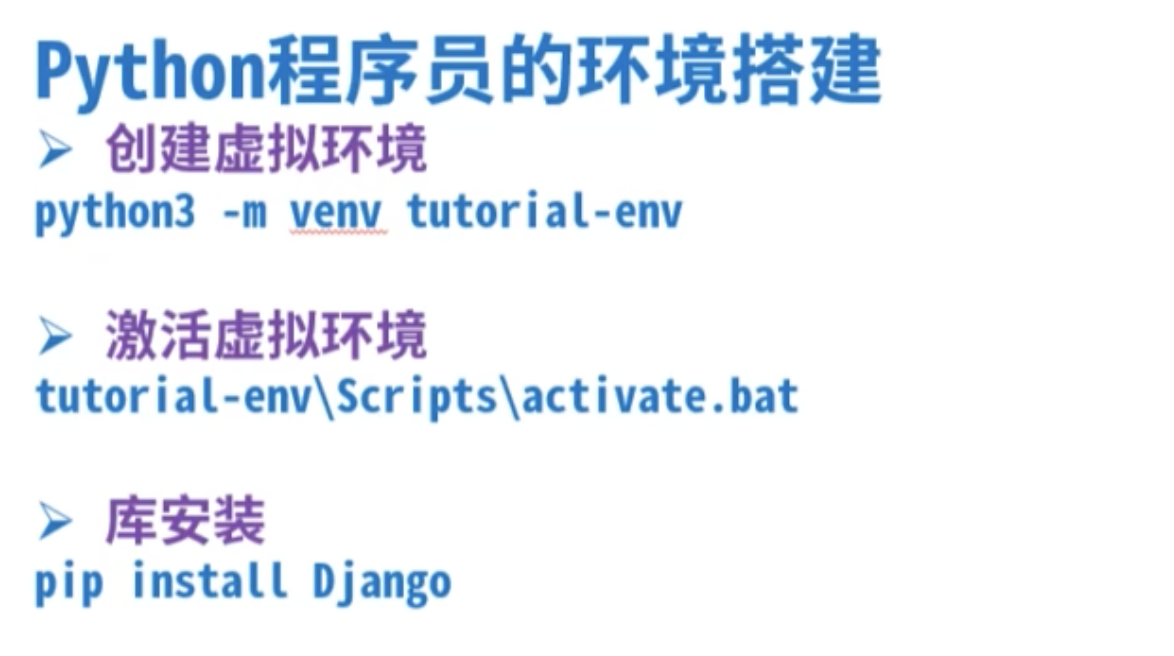 Python程序员的环境搭建
➢ 创建虚拟环境
python3 -m venv tutorial-env
➢ 激活虚拟环境
tutorial-env\Scripts\activate.bat
➢ 库安装
pip install Django